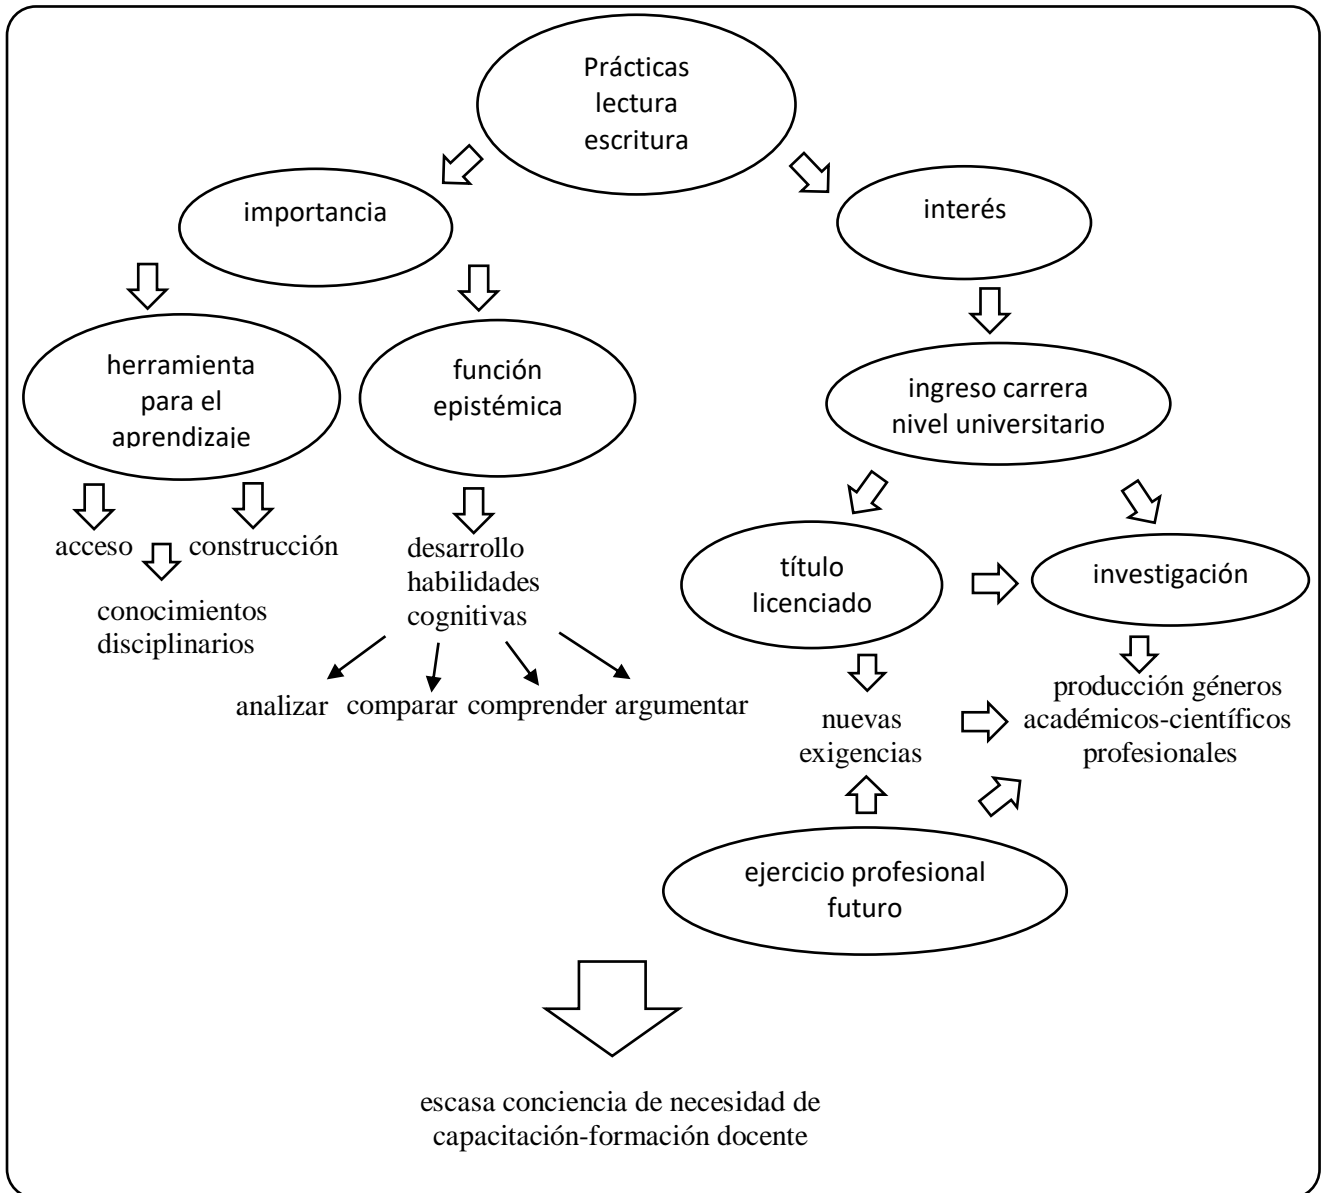 Prácticas
lectura
escritura
importancia
interés
herramienta
para el
aprendizaje
función
epistémica
ingreso carrera
nivel universitario
acceso
construcción
desarrollo
habilidades
cognitivas
título
licenciado
investigación
conocimientos
disciplinarios
analizar
comparar
comprender
argumentar
nuevas
exigencias
producción géneros
académicos-científicos
profesionales
ejercicio profesional
futuro
escasa conciencia de necesidad de
capacitación-formación docente